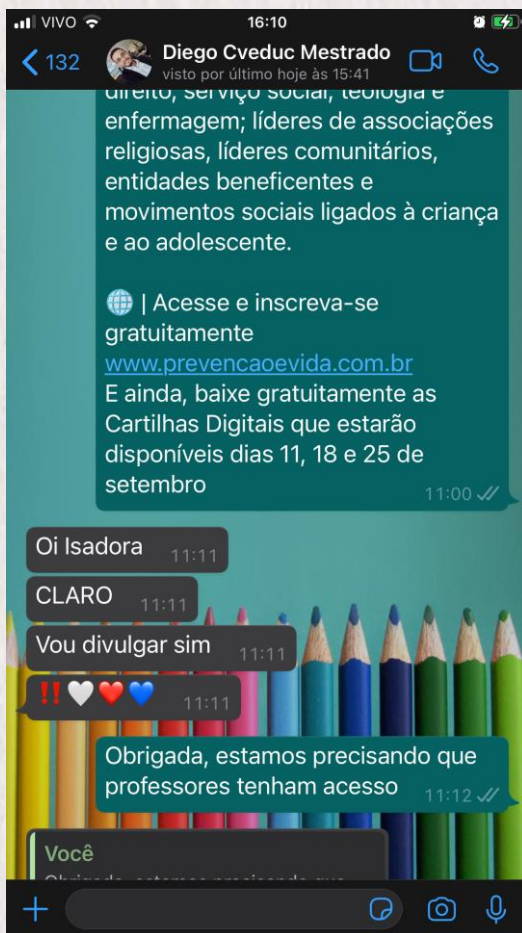 VIVO 16:10
132 Diego Cveduc Mestrado
visto por último hoje às 15:41
direito, serviço social, teologia e
enfermagem; líderes de associações
religiosas, líderes comunitários,
entidades beneficentes e
movimentos sociais ligados à criança
e ao adolescente.
🌐 | Acesse e inscreva-se
gratuitamente
www.prevencaoevida.com.br
E ainda, baixe gratuitamente as
Cartilhas Digitais que estarão
disponíveis dias 11, 18 e 25 de
setembro 11:00
Oi Isadora 11:11
CLARO 11:11
Vou divulgar sim 11:11
‼️🤍❤️💙 11:11
Obrigada, estamos precisando que
professores tenham acesso 11:12
Você